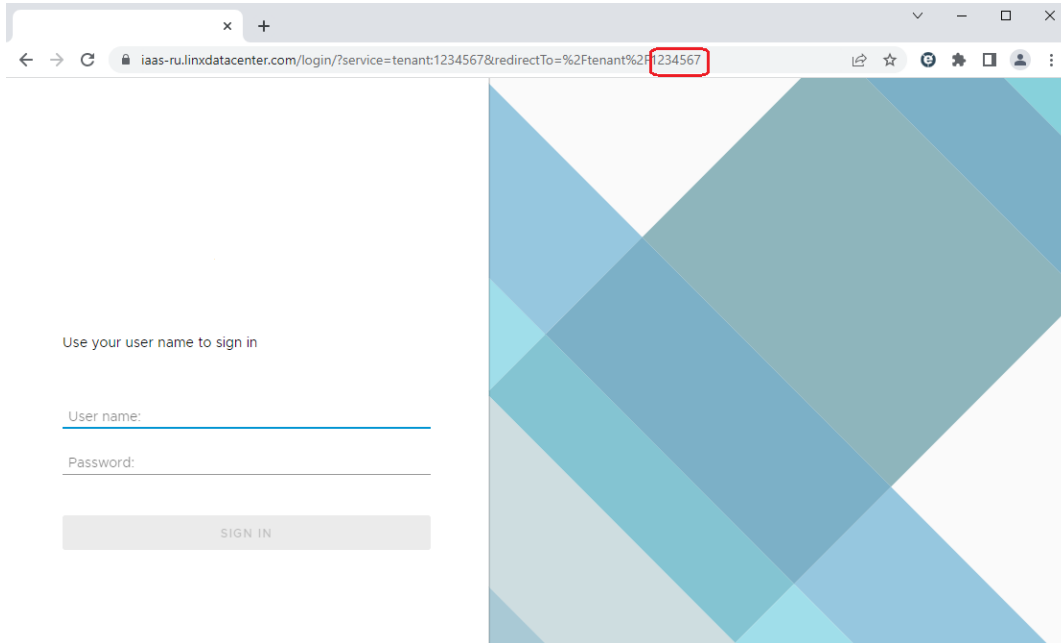 iaas-ru.linxdatacenter.com/login/?service=tenant:1234567&redirectTo=%2Ftenant%2F1234567
Use your user name to sign in
User name:
Password:
SIGN IN